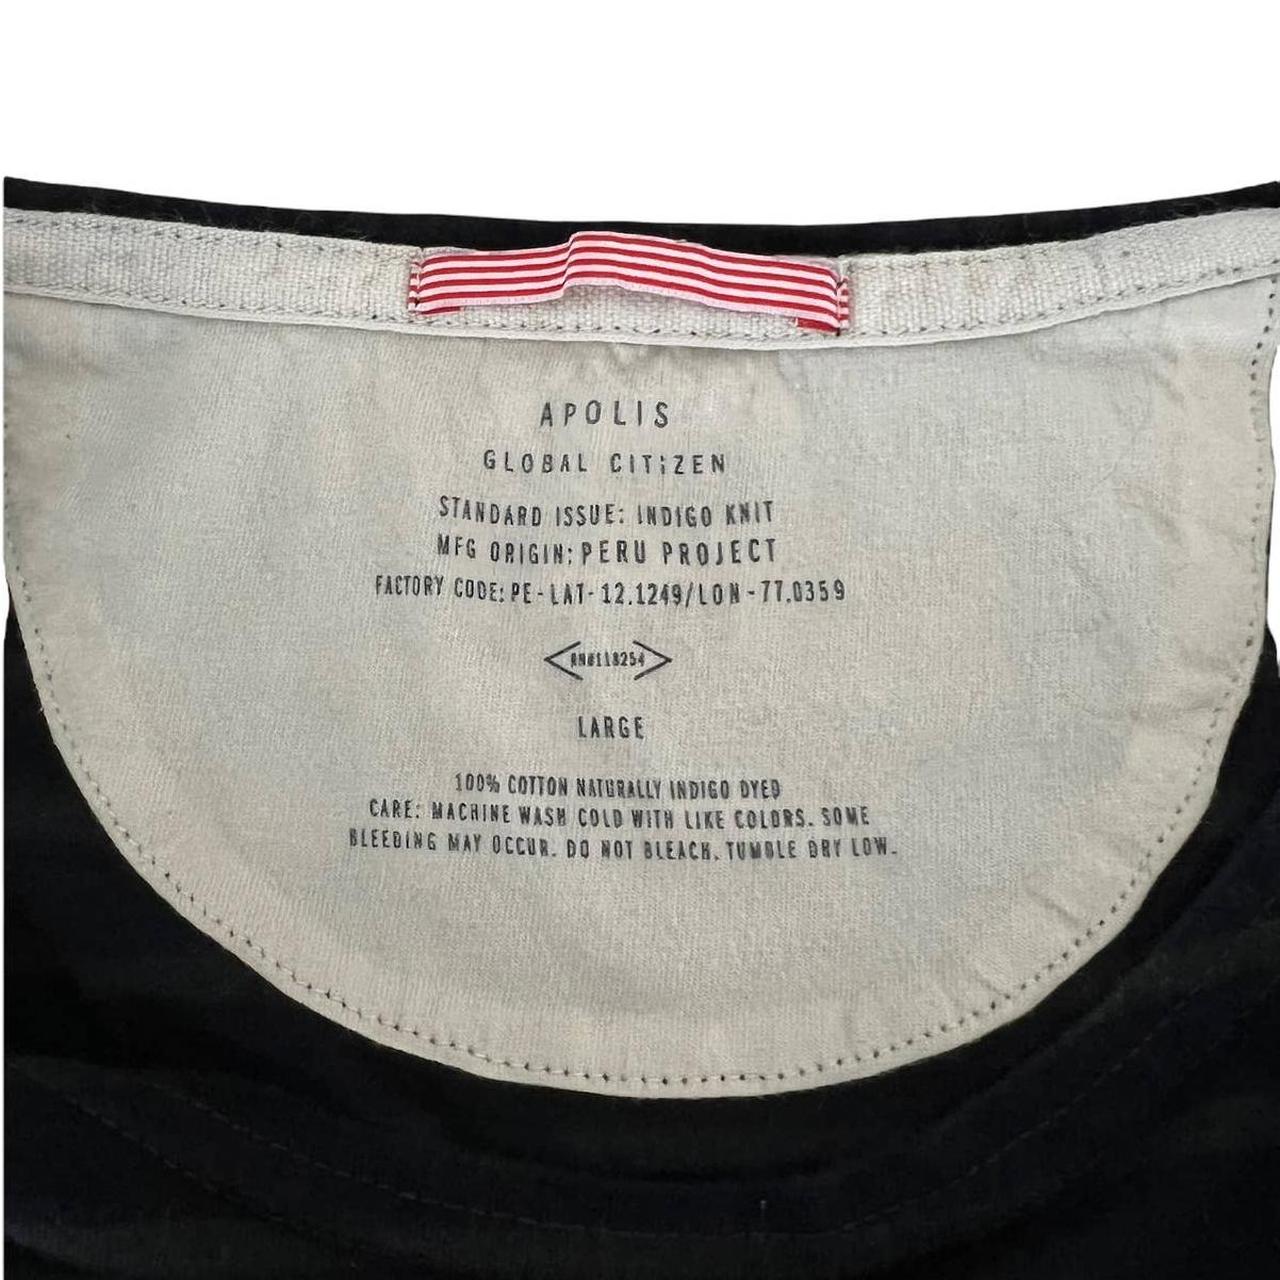 APOLIS
GLOBAL CITIZEN
STANDARD ISSUE: INDIGO KNIT
MFG ORIGIN: PERU PROJECT
FACTORY CODE: PE-LAT-12.1249/LON-77.0359
RN#118254
LARGE
100% COTTON NATURALLY INDIGO DYED
CARE: MACHINE WASH COLD WITH LIKE COLORS. SOME
BLEEDING MAY OCCUR. DO NOT BLEACH. TUMBLE DRY LOW.